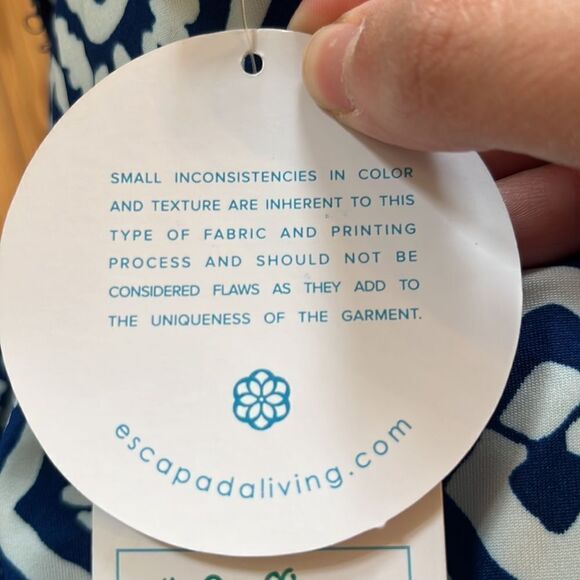 SMALL INCONSISTENCIES IN COLOR
AND TEXTURE ARE INHERENT TO THIS
TYPE OF FABRIC AND PRINTING
PROCESS AND SHOULD NOT BE
CONSIDERED FLAWS AS THEY ADD TO
THE UNIQUENESS OF THE GARMENT.
escapadaliving.com